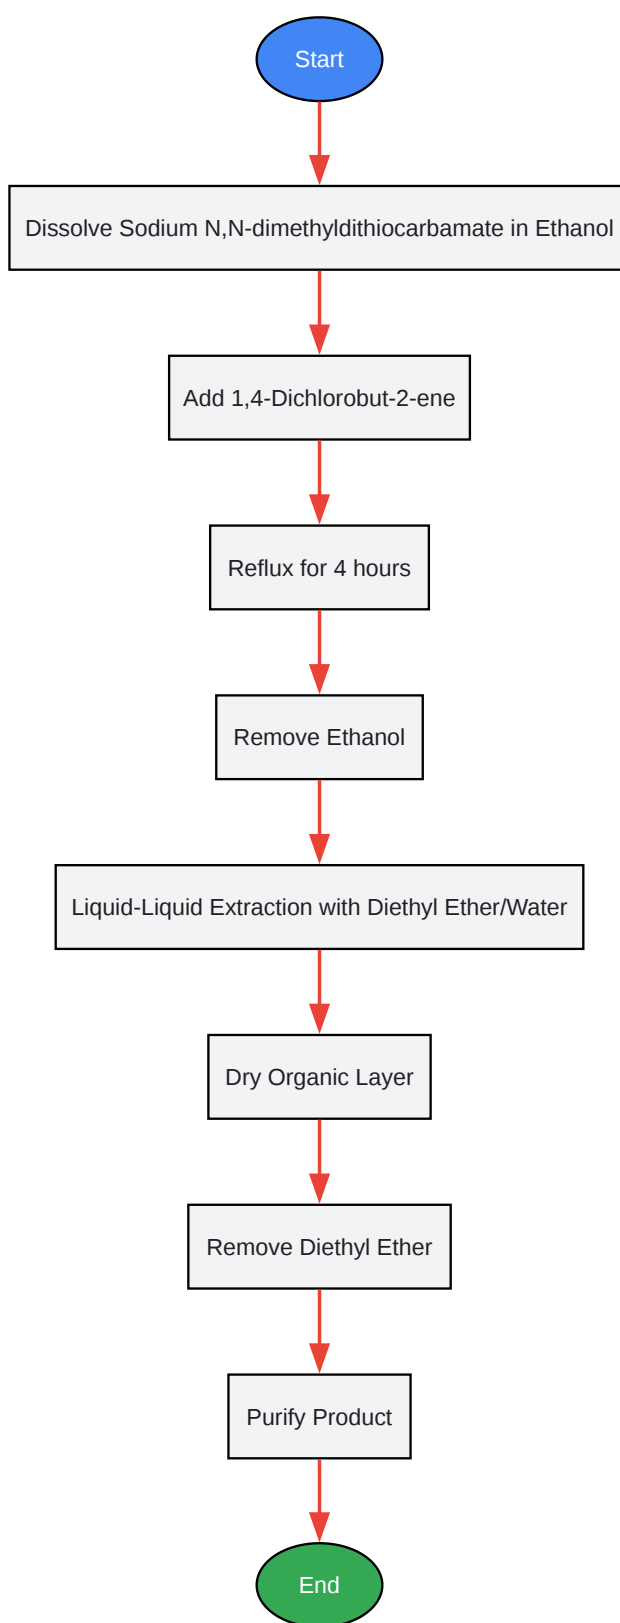 Start
Dissolve Sodium N,N-dimethyldithiocarbamate in Ethanol
Add 1,4-Dichlorobut-2-ene
Reflux for 4 hours
Remove Ethanol
Liquid-Liquid Extraction with Diethyl Ether/Water
Dry Organic Layer
Remove Diethyl Ether
Purify Product
End